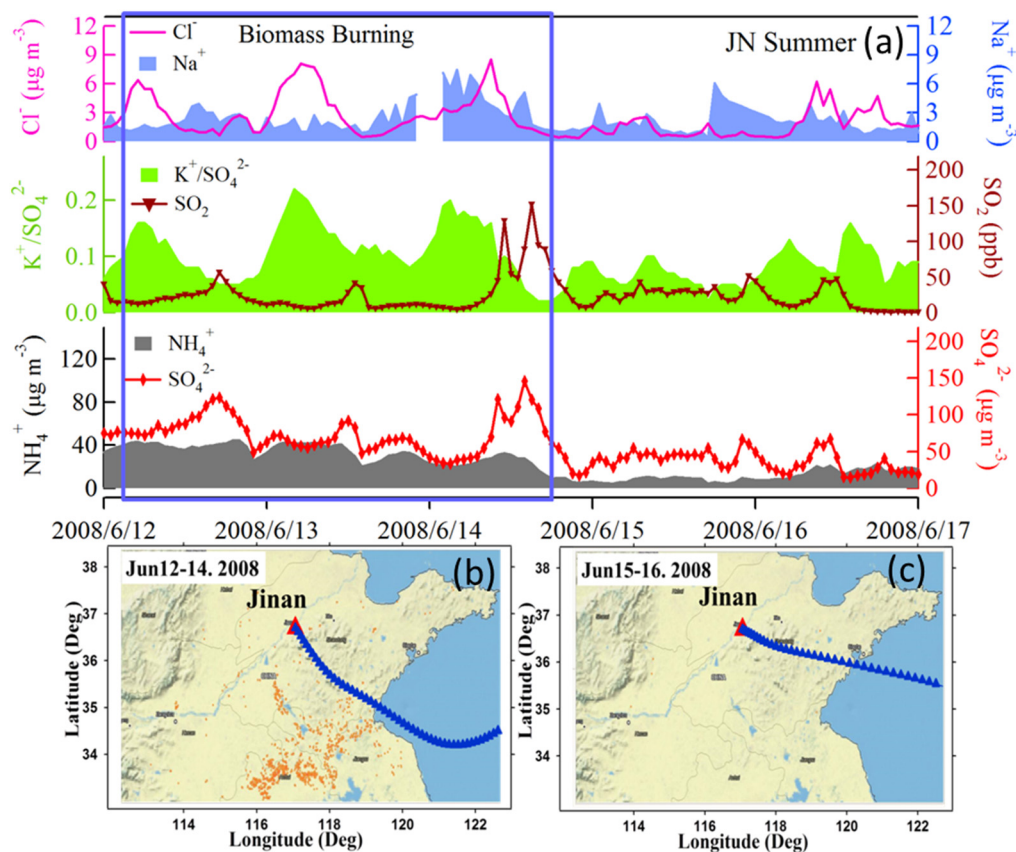 12 Biomass Burning JN Summer (a) 12
Cl⁻
Na⁺
9 9
6 6
3 3
0 0
Cl⁻ (µg m⁻³)
Na⁺ (µg m⁻³)
K⁺/SO₄²⁻
SO₂
0.2
0.1
0.0
K⁺/SO₄²⁻
200
150
100
50
0
SO₂ (ppb)
NH₄⁺
SO₄²⁻
120
80
40
0
NH₄⁺ (µg m⁻³)
200
150
100
50
0
SO₄²⁻ (µg m⁻³)
2008/6/12 2008/6/13 2008/6/14 2008/6/15 2008/6/16 2008/6/17
Jun12-14. 2008 (b)
Jinan
38
37
36
35
34
Latitude (Deg)
114 116 117 118 120 122
Longitude (Deg)
Jun15-16. 2008 (c)
Jinan
38
37
36
35
34
Latitude (Deg)
114 116 117 118 120 122
Longitude (Deg)